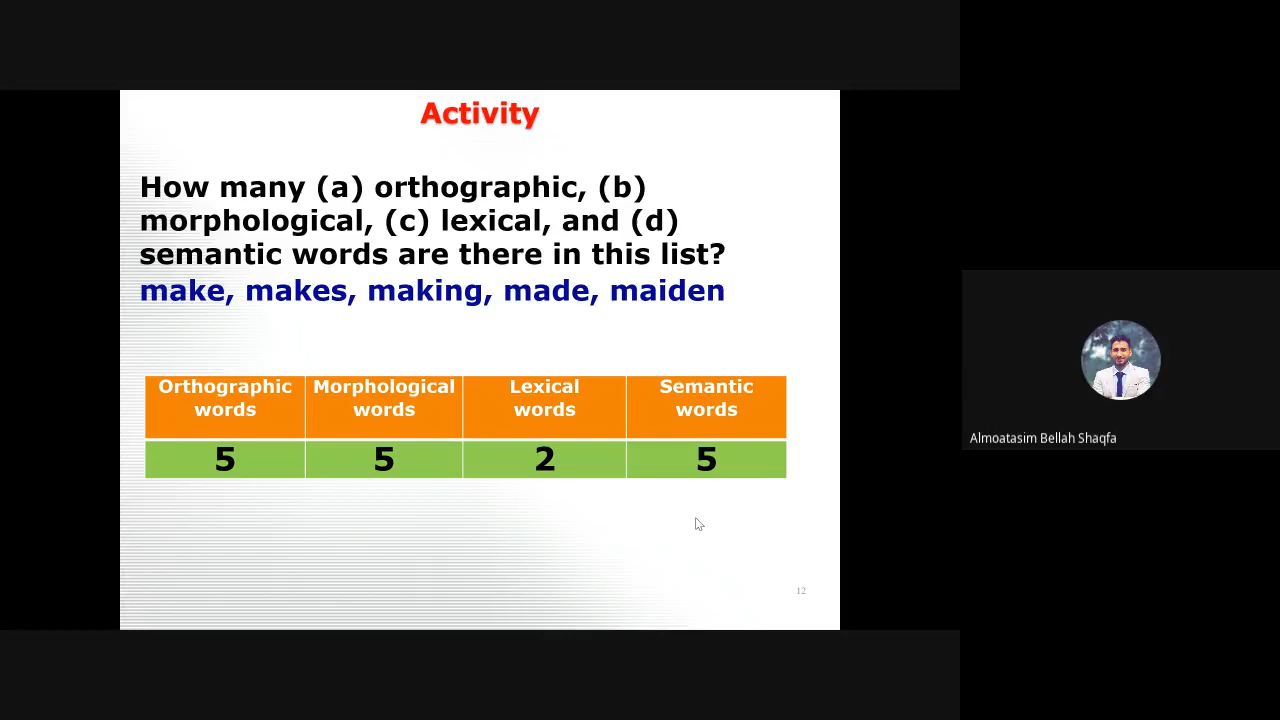 Activity
How many (a) orthographic, (b)
morphological, (c) lexical, and (d)
semantic words are there in this list?
make, makes, making, made, maiden
Orthographic words
Morphological words
Lexical words
Semantic words
5
5
2
5
12
Almoatasim Bellah Shaqfa